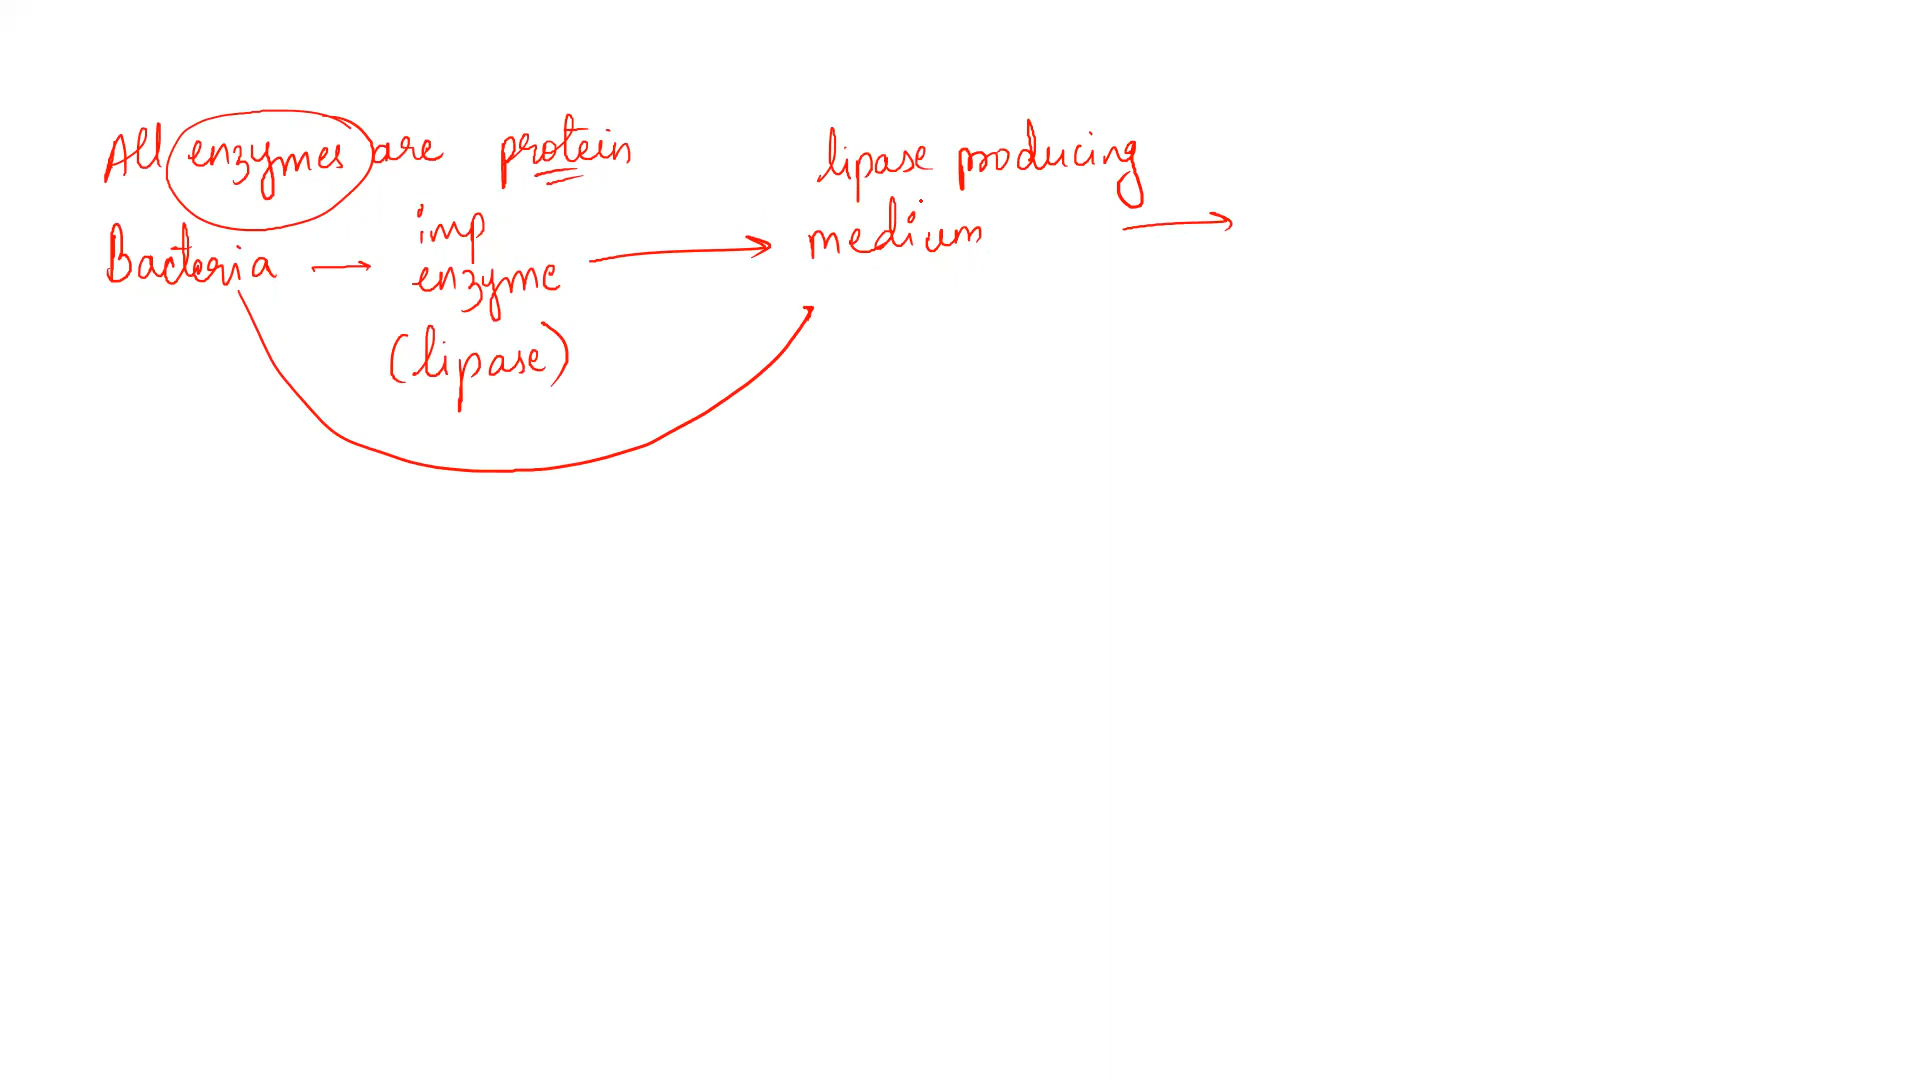 All enzymes are protein
Bacteria → imp
enzyme
(lipase)
→ lipase producing
medium →